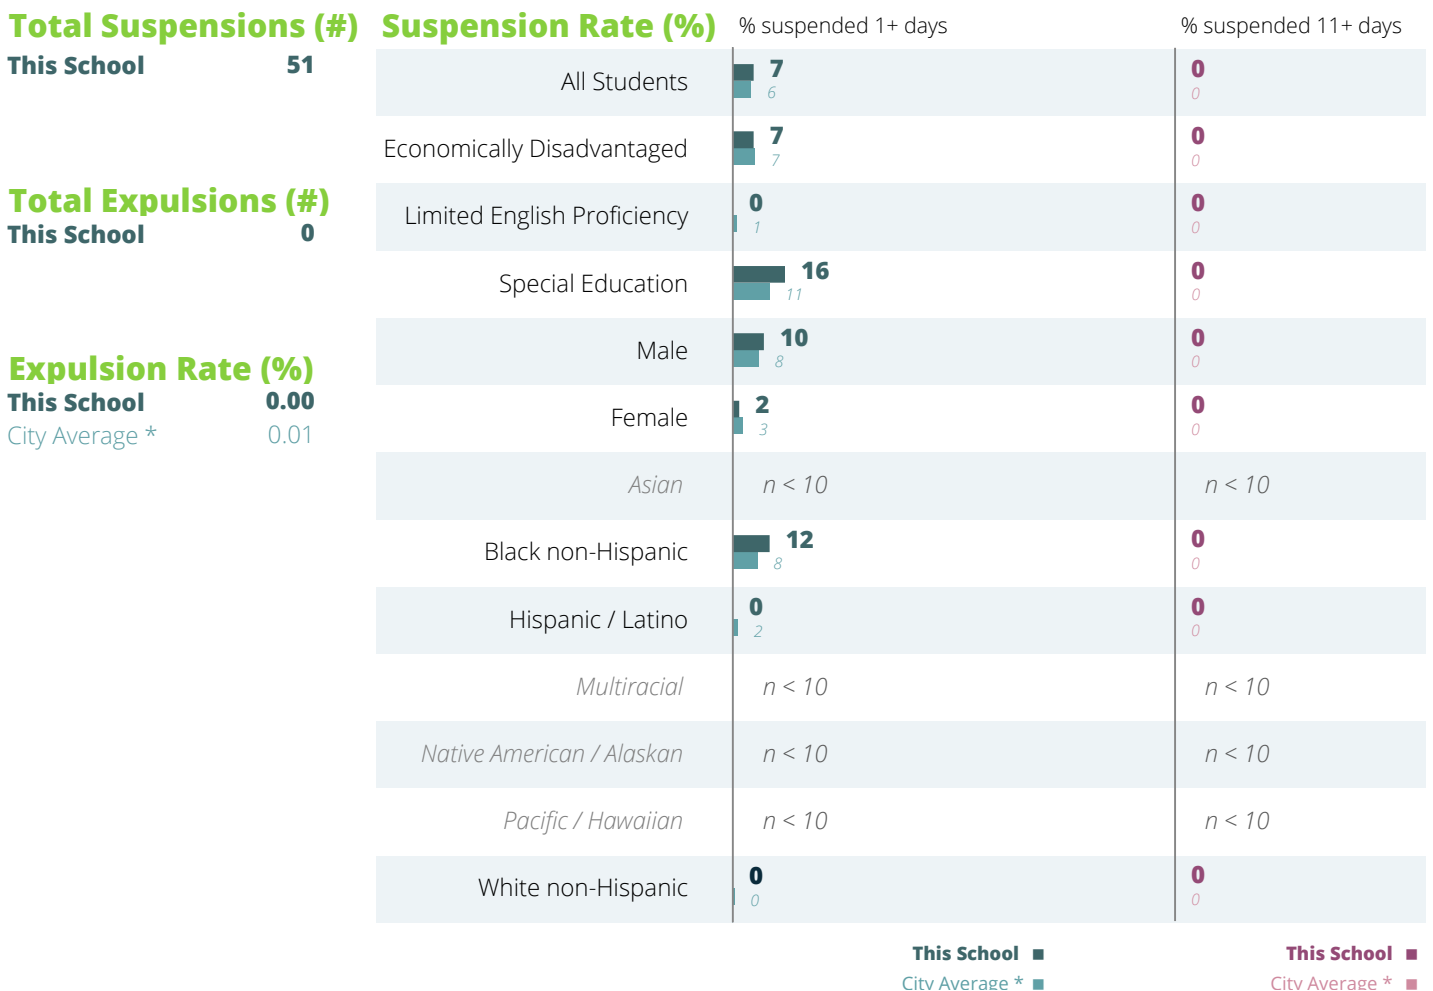 Total Suspensions (#)
This School 51
Total Expulsions (#)
This School 0
Expulsion Rate (%)
This School 0.00
City Average * 0.01
Suspension Rate (%) % suspended 1+ days % suspended 11+ days
All Students 7 0
6 0
Economically Disadvantaged 7 0
7 0
Limited English Proficiency 0 0
1 0
Special Education 16 0
11 0
Male 10 0
8 0
Female 2 0
3 0
Asian n < 10 n < 10
Black non-Hispanic 12 0
8 0
Hispanic / Latino 0 0
2 0
Multiracial n < 10 n < 10
Native American / Alaskan n < 10 n < 10
Pacific / Hawaiian n < 10 n < 10
White non-Hispanic 0 0
0 0
This School This School
City Average * City Average *